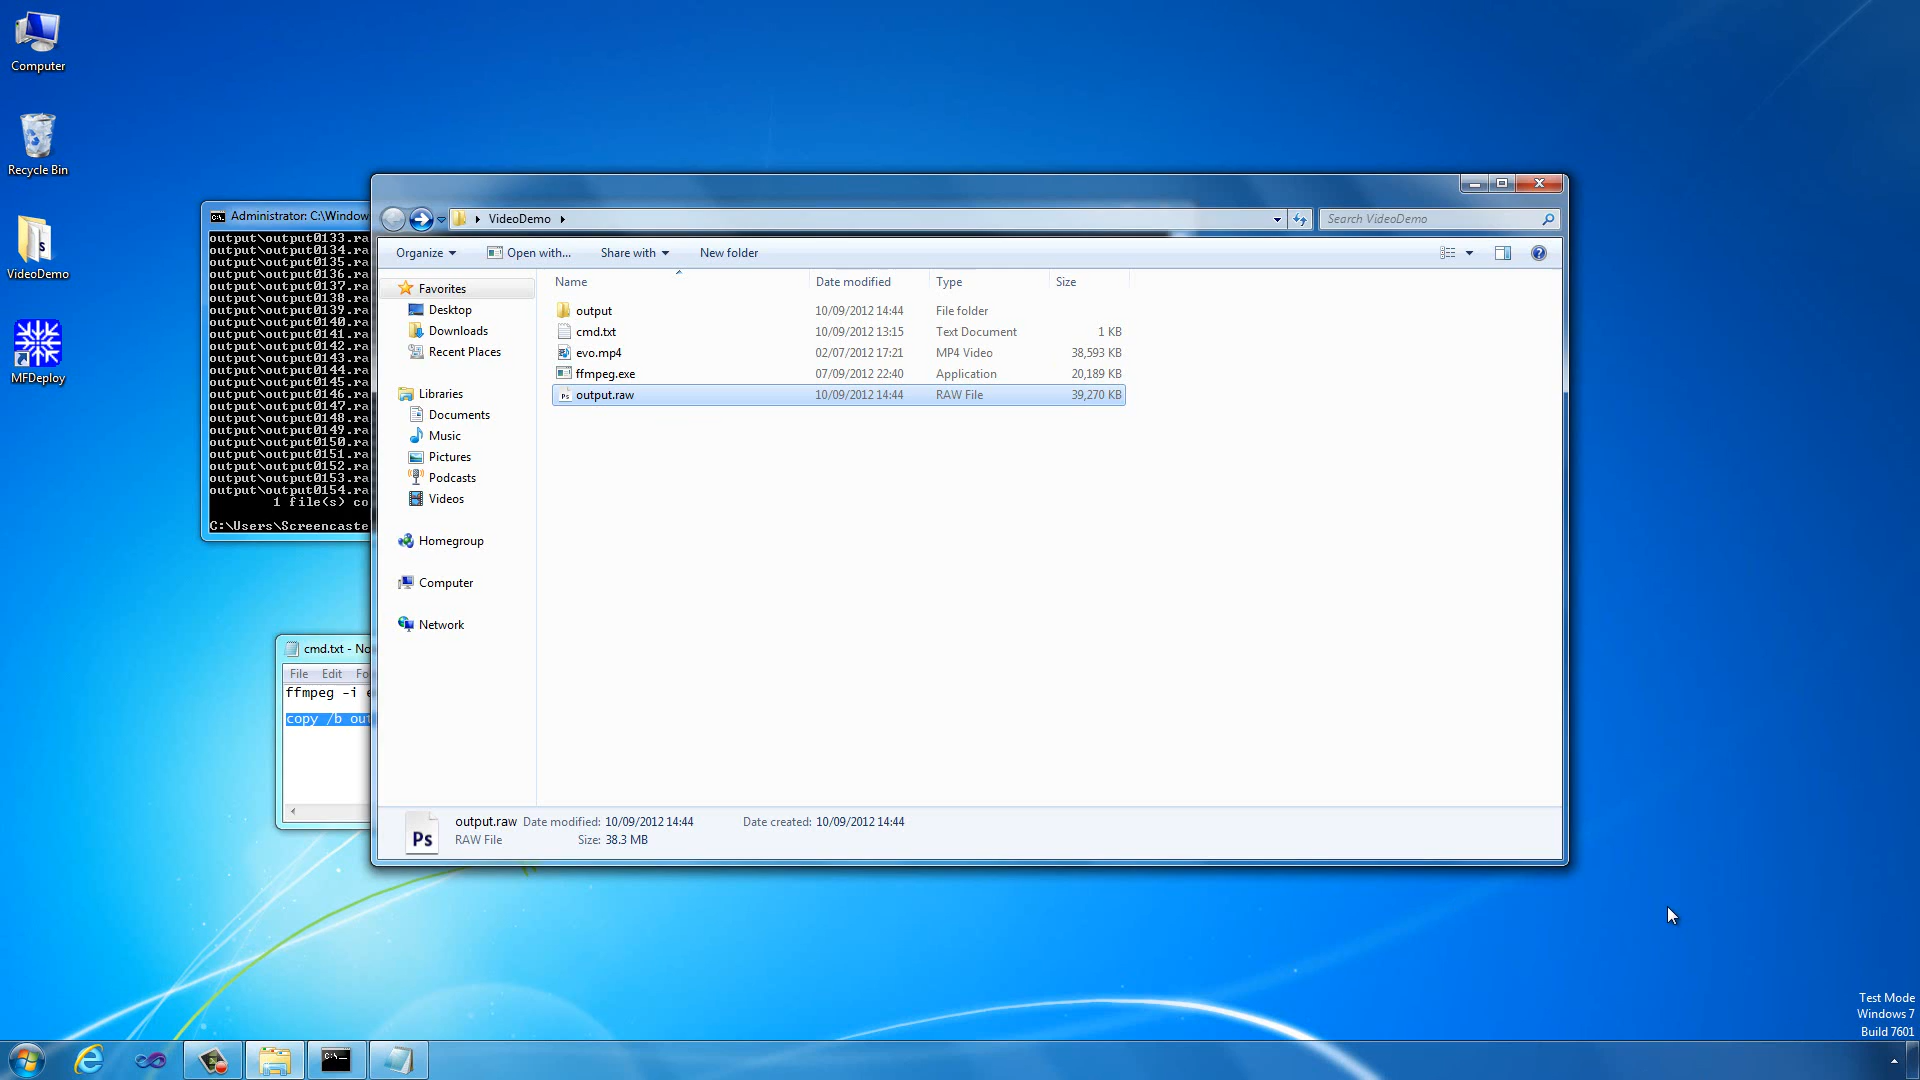 Computer
Recycle Bin
VideoDemo
MFDeploy
Administrator: C:\Window
output\output0133.ra
output\output0134.ra
output\output0135.ra
output\output0136.ra
output\output0137.ra
output\output0138.ra
output\output0139.ra
output\output0140.ra
output\output0141.ra
output\output0142.ra
output\output0143.ra
output\output0144.ra
output\output0145.ra
output\output0146.ra
output\output0147.ra
output\output0148.ra
output\output0149.ra
output\output0150.ra
output\output0151.ra
output\output0152.ra
output\output0153.ra
output\output0154.ra
1 file(s) co
C:\Users\Screencaste
cmd.txt - No
File Edit Fo
ffmpeg -i e
copy /b out
VideoDemo
Search VideoDemo
Organize Open with... Share with New folder
Favorites
Desktop
Downloads
Recent Places
Libraries
Documents
Music
Pictures
Podcasts
Videos
Homegroup
Computer
Network
Name Date modified Type Size
output 10/09/2012 14:44 File folder
cmd.txt 10/09/2012 13:15 Text Document 1 KB
evo.mp4 02/07/2012 17:21 MP4 Video 38,593 KB
ffmpeg.exe 07/09/2012 22:40 Application 20,189 KB
Ps output.raw 10/09/2012 14:44 RAW File 39,270 KB
Ps
output.raw Date modified: 10/09/2012 14:44 Date created: 10/09/2012 14:44
RAW File Size: 38.3 MB
Test Mode
Windows 7
Build 7601
C:\_